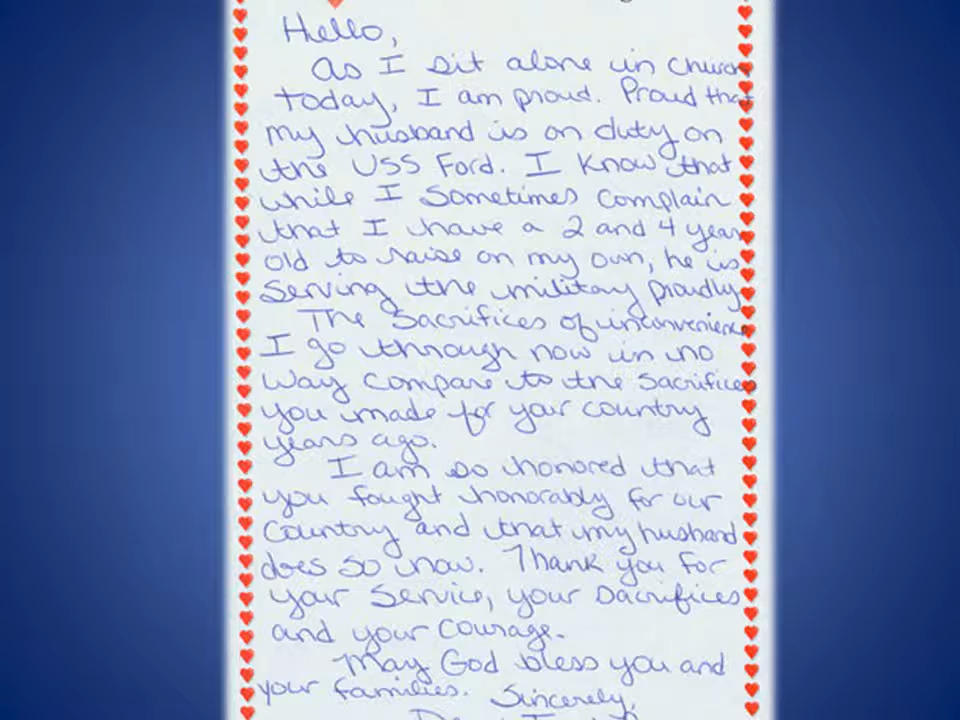 Hello,
As I sit alone in church
today, I am proud. Proud that
my husband is on duty on
the USS Ford. I know that
while I sometimes complain
that I have a 2 and 4 year
old to raise on my own, he is
serving the military proudly
The sacrifices of inconvenience
I go through now in no
way compare to the sacrifices
you made for your country
years ago.
I am so honored that
you fought honorably for our
country and that my husband
does so now. Thank you for
your service, your sacrifices
and your courage.
May God bless you and
your families. Sincerely,